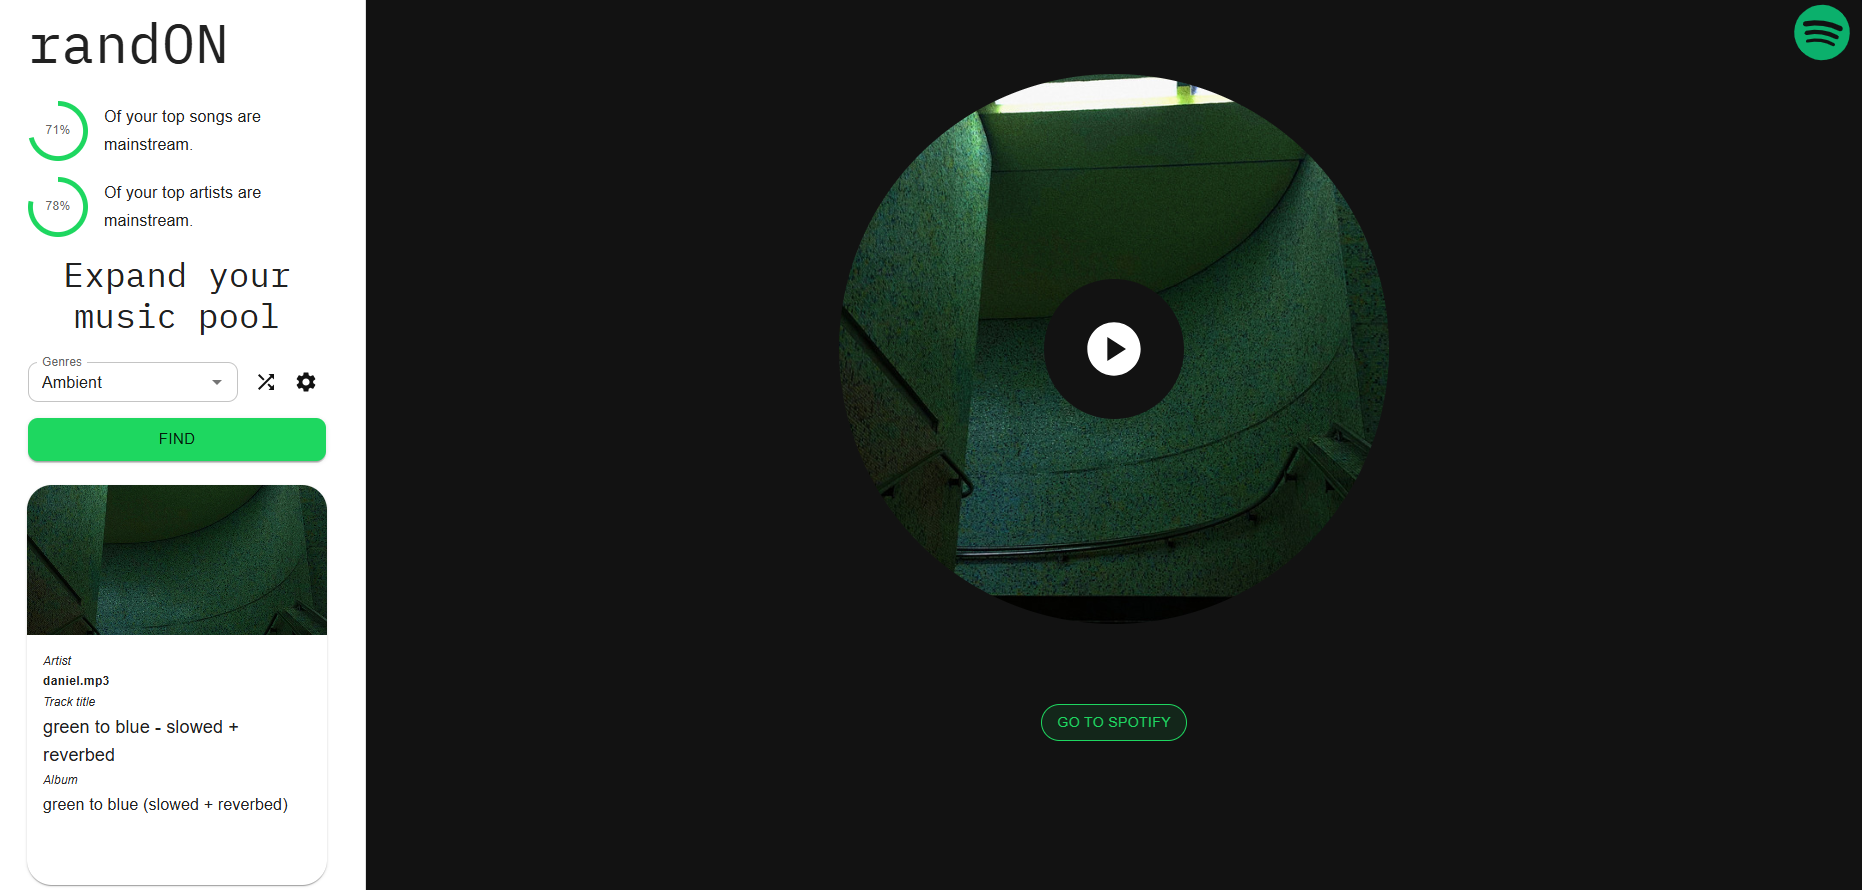 randON
71%
Of your top songs are
mainstream.
78%
Of your top artists are
mainstream.
Expand your
music pool
Genres
Ambient
FIND
Artist
daniel.mp3
Track title
green to blue - slowed +
reverbed
Album
green to blue (slowed + reverbed)
GO TO SPOTIFY